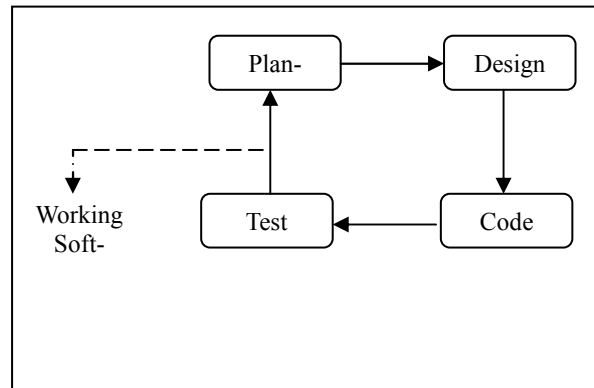 Plan-
Design
Working
Soft-
Test
Code